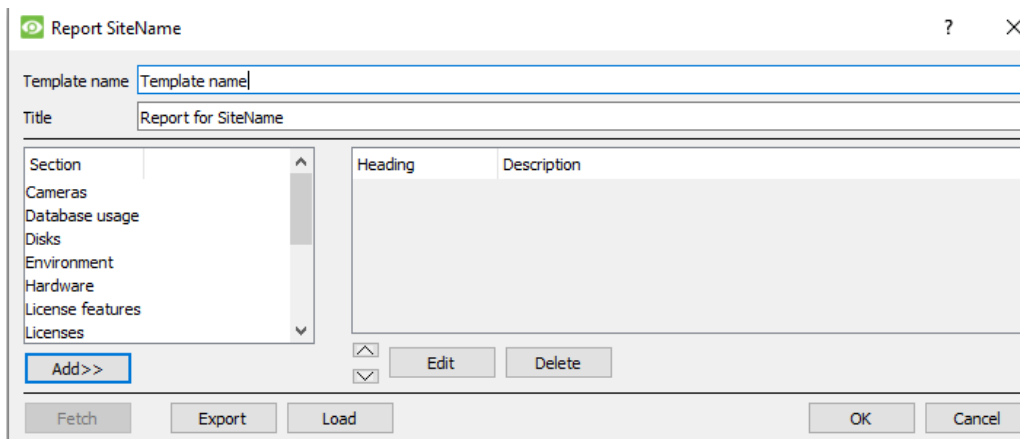 Report SiteName ?
Template name Template name
Title Report for SiteName
Section
Cameras
Database usage
Disks
Environment
Hardware
License features
Licenses
Heading Description
Add>>
Edit Delete
Fetch Export Load OK Cancel